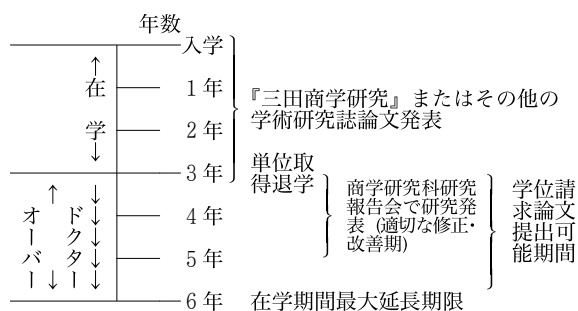 年数
入学
1年
2年
3年
4年
5年
6年
在学
オーバー
ドクター
『三田商学研究』またはその他の
学術研究誌論文発表
単位取
得退学
商学研究科研究
報告会で研究発
表（適切な修正・
改善期）
学位請
求論文
提出可
能期間
在学期間最大延長期限